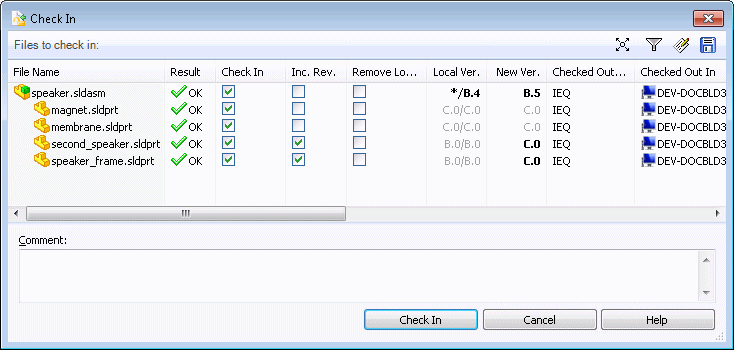 Check In
Files to check in:
File Name Result Check In Inc. Rev. Remove Lo... Local Ver. New Ver. Checked Out... Checked Out In
speaker.sldasm OK */B.4 B.5 IEQ DEV-DOCBLD3
magnet.sldprt OK C.0/C.0 IEQ DEV-DOCBLD3
membrane.sldprt OK C.0/C.0 IEQ DEV-DOCBLD3
second_speaker.sldprt OK B.0/B.0 C.0 IEQ DEV-DOCBLD3
speaker_frame.sldprt OK B.0/B.0 C.0 IEQ DEV-DOCBLD3
Comment:
Check In Cancel Help